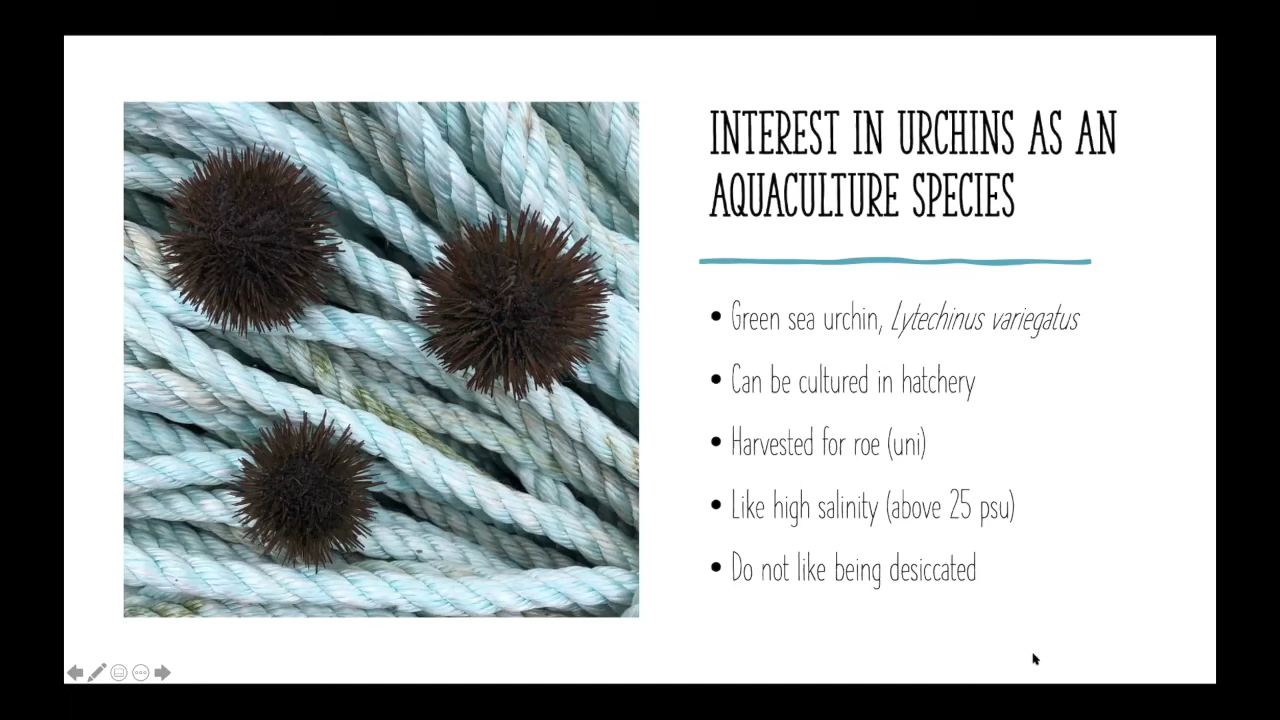 INTEREST IN URCHINS AS AN
AQUACULTURE SPECIES
• Green sea urchin, Lytechinus variegatus
• Can be cultured in hatchery
• Harvested for roe (uni)
• Like high salinity (above 25 psu)
• Do not like being desiccated